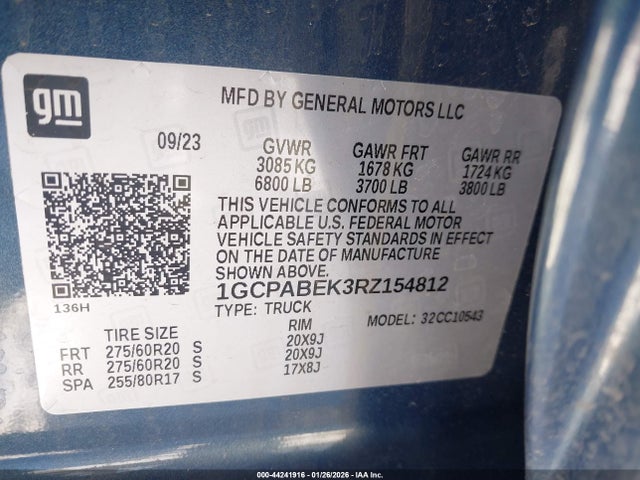 gm
MFD BY GENERAL MOTORS LLC
09/23
GVWR GAWR FRT GAWR RR
3085 KG 1678 KG 1724 KG
6800 LB 3700 LB 3800 LB
THIS VEHICLE CONFORMS TO ALL
APPLICABLE U.S. FEDERAL MOTOR
VEHICLE SAFETY STANDARDS IN EFFECT
ON THE DATE OF MANUFACTURE
SHOWN ABOVE.
1GCPABEK3RZ154812
136H
TYPE: TRUCK MODEL: 32CC10543
TIRE SIZE RIM
FRT 275/60R20 S 20X9J
RR 275/60R20 S 20X9J
SPA 255/80R17 S 17X8J
000-44241916 - 01/26/2026 - IAA Inc.